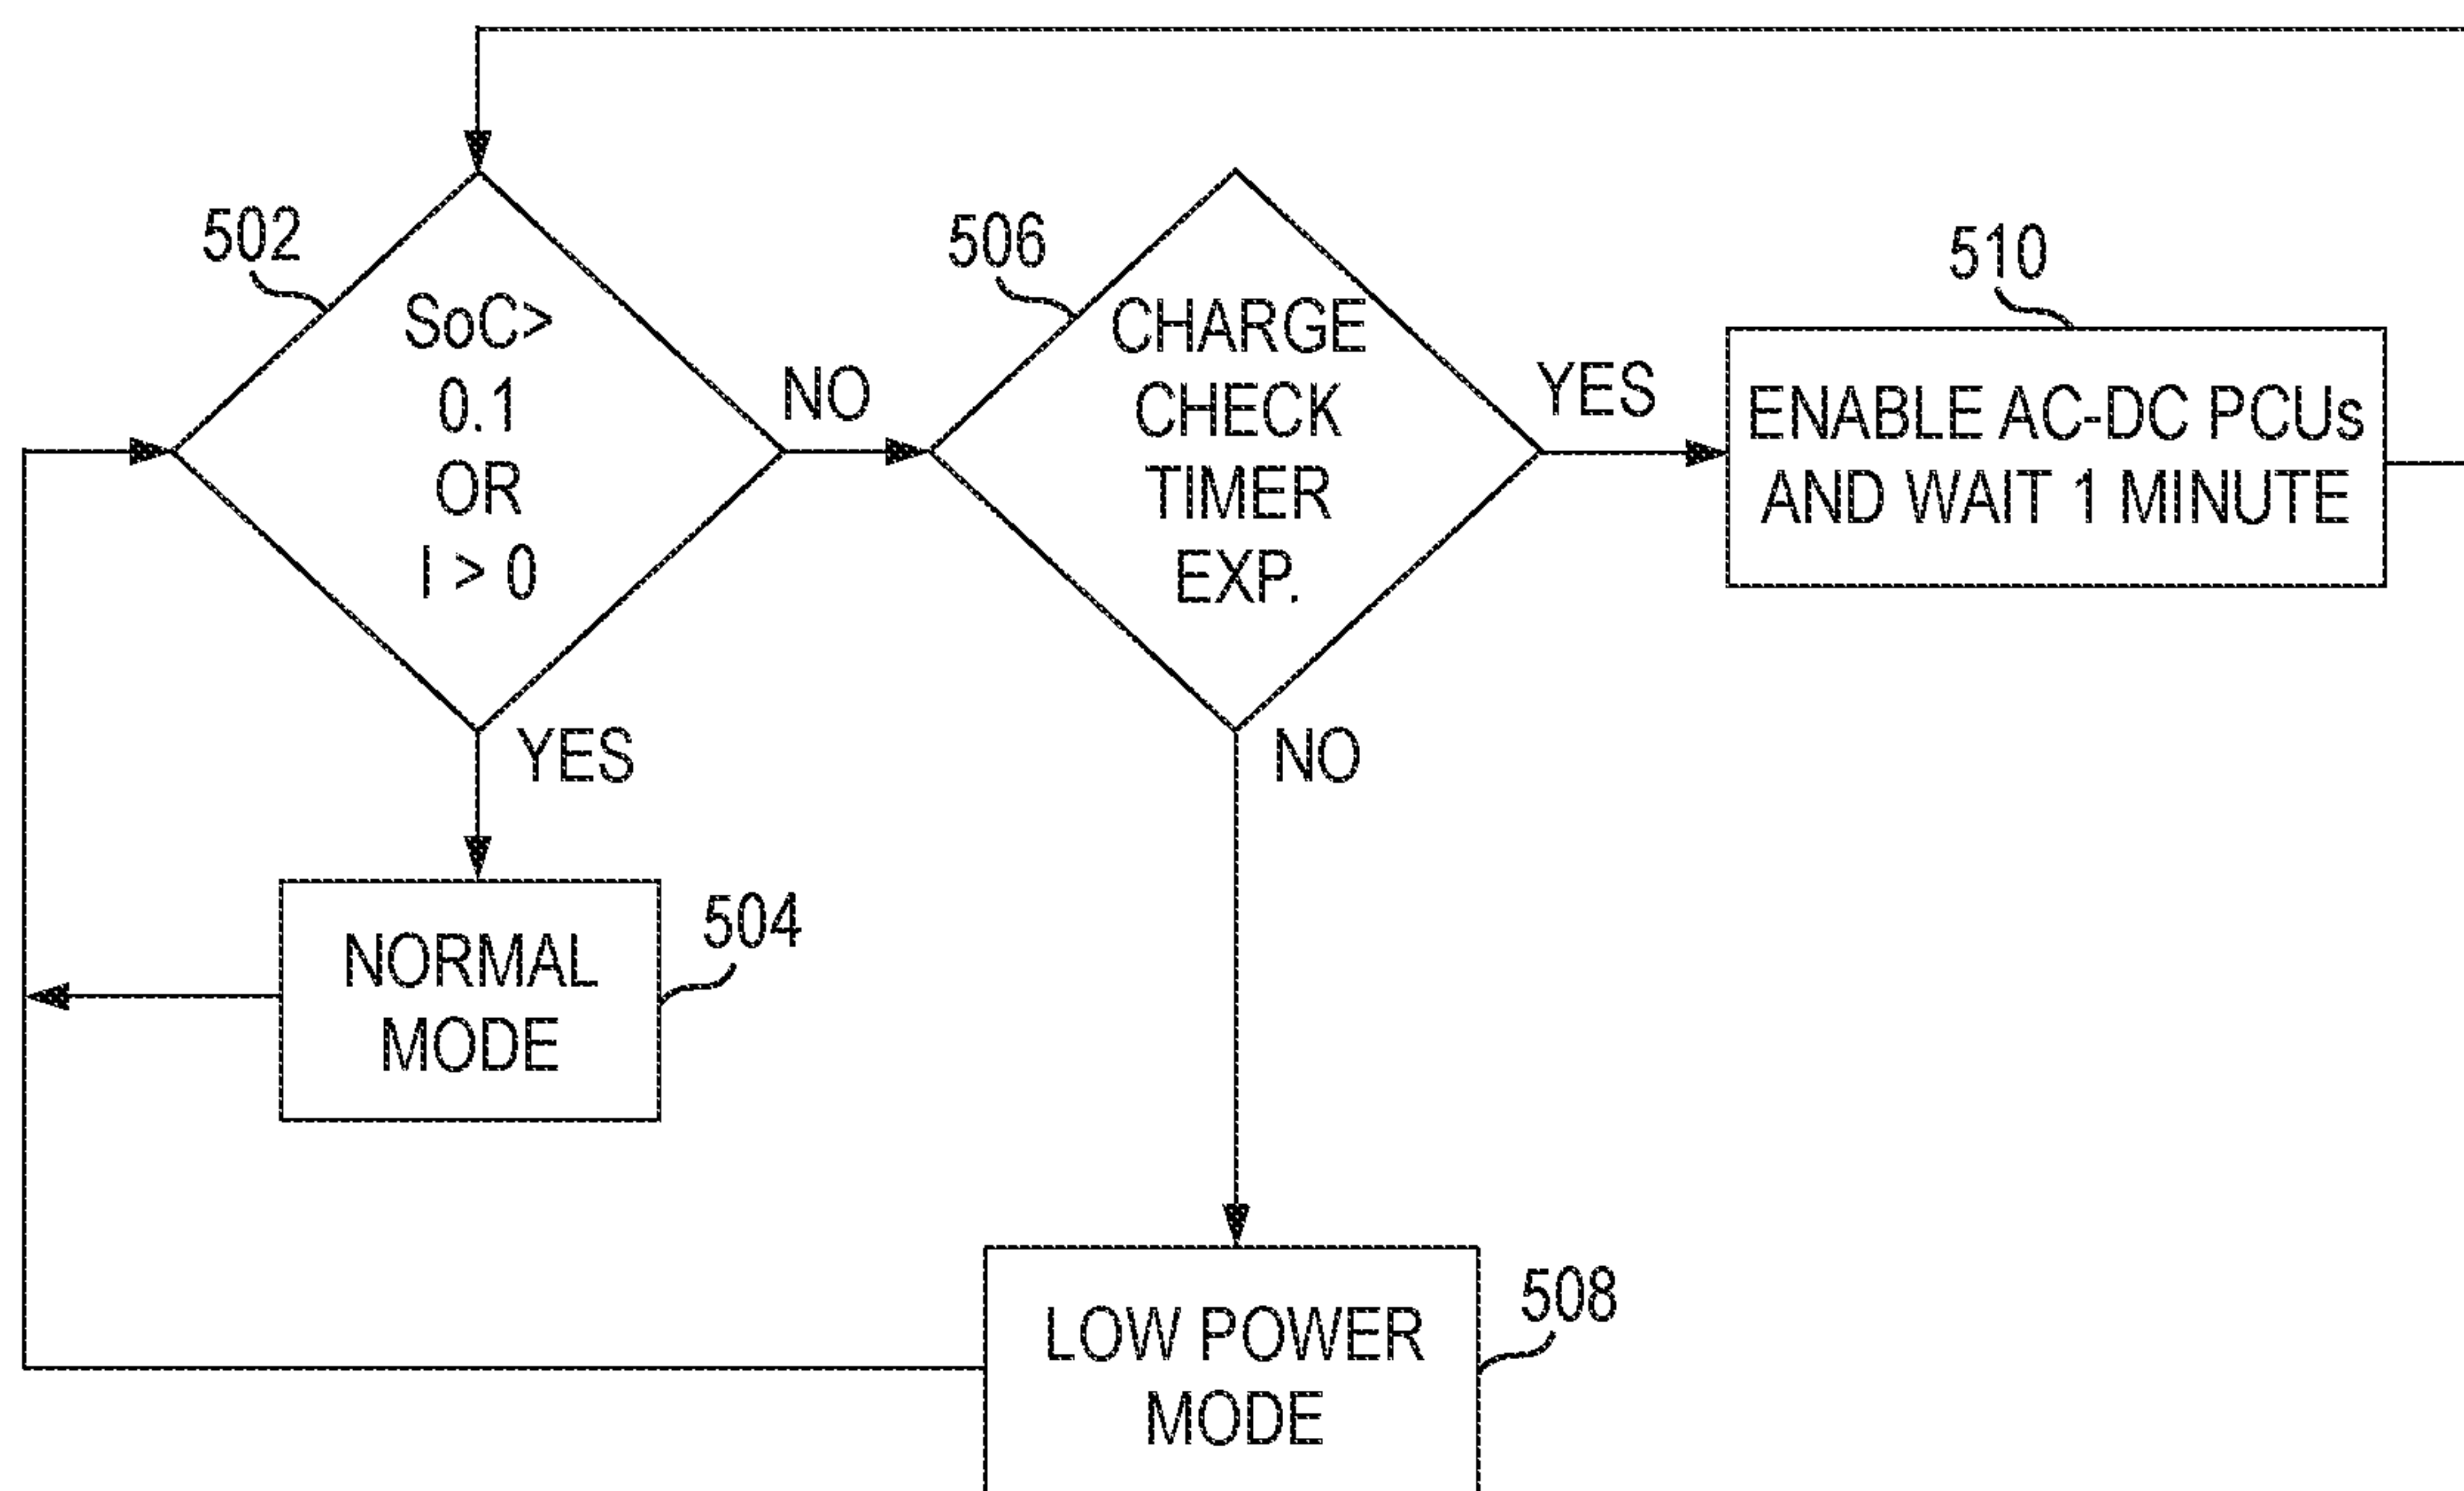 502
SoC>
0.1
OR
I > 0
NO
YES
506
CHARGE
CHECK
TIMER
EXP.
YES
NO
510
ENABLE AC-DC PCUs
AND WAIT 1 MINUTE
NORMAL
MODE
504
LOW POWER
MODE
508